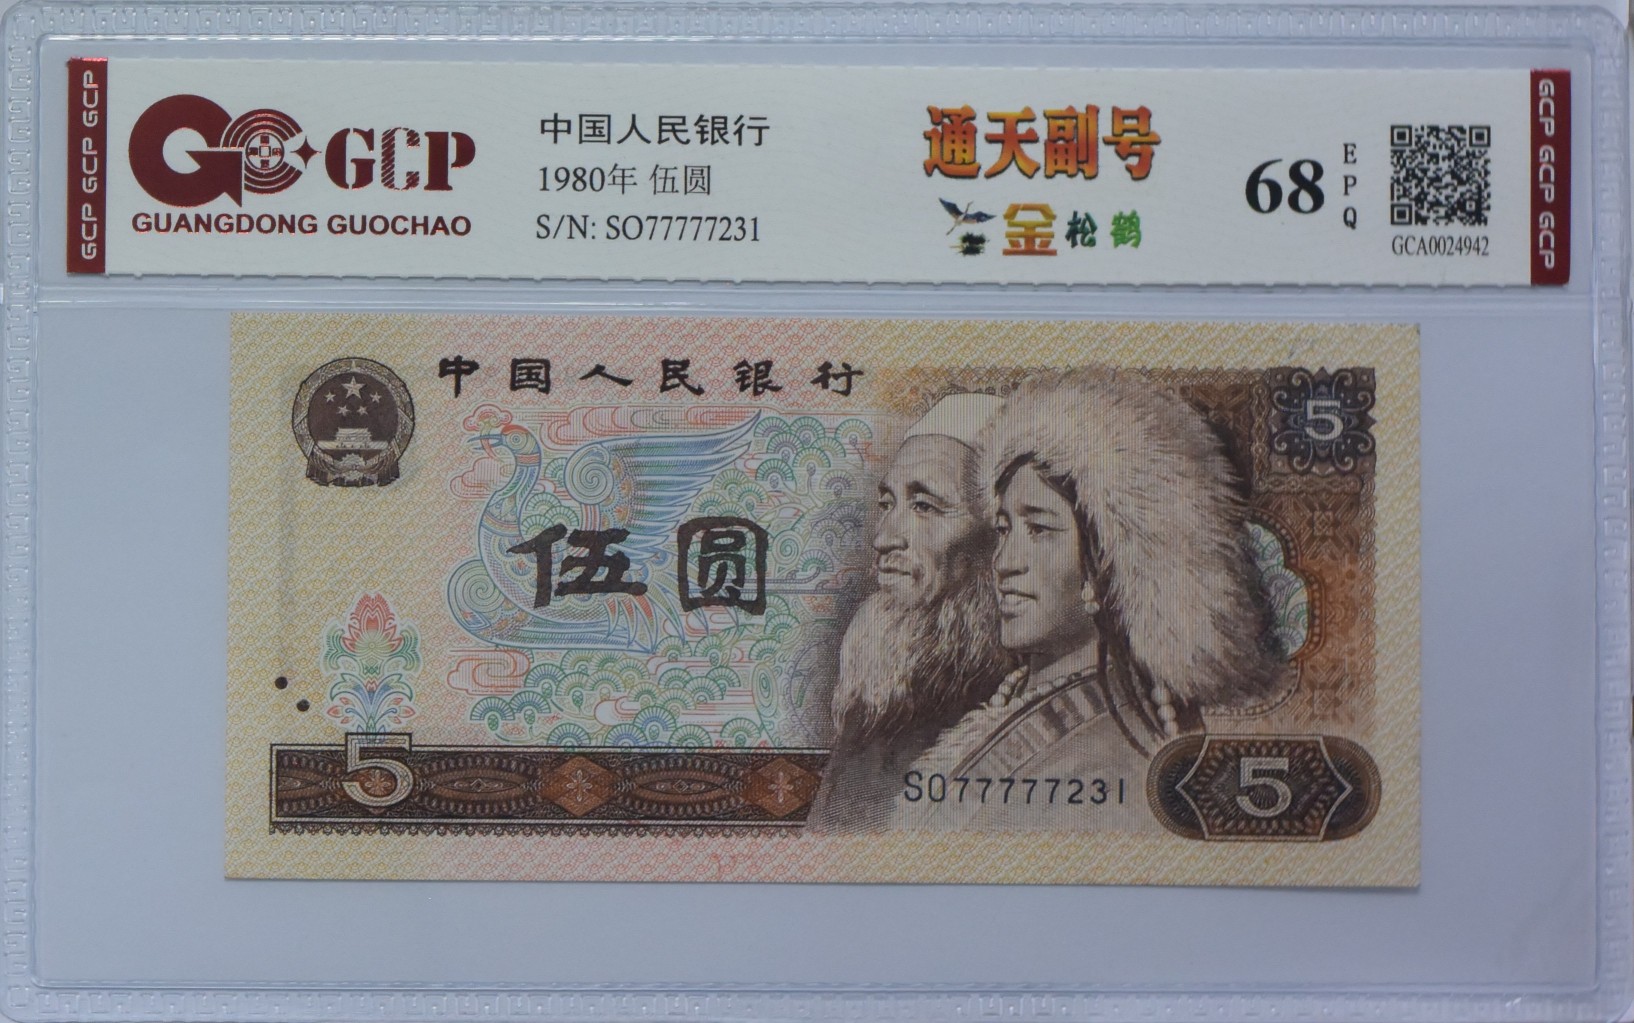 GCP GCP GCP
GCP
GUANGDONG GUOCHAO
中国人民银行
1980年 伍圆
S/N: SO77777231
通天副号
金松鹤
68
EPQ
GCA0024942
GCP GCP GCP
中国人民银行
5
伍圆
5
SO77777231
5